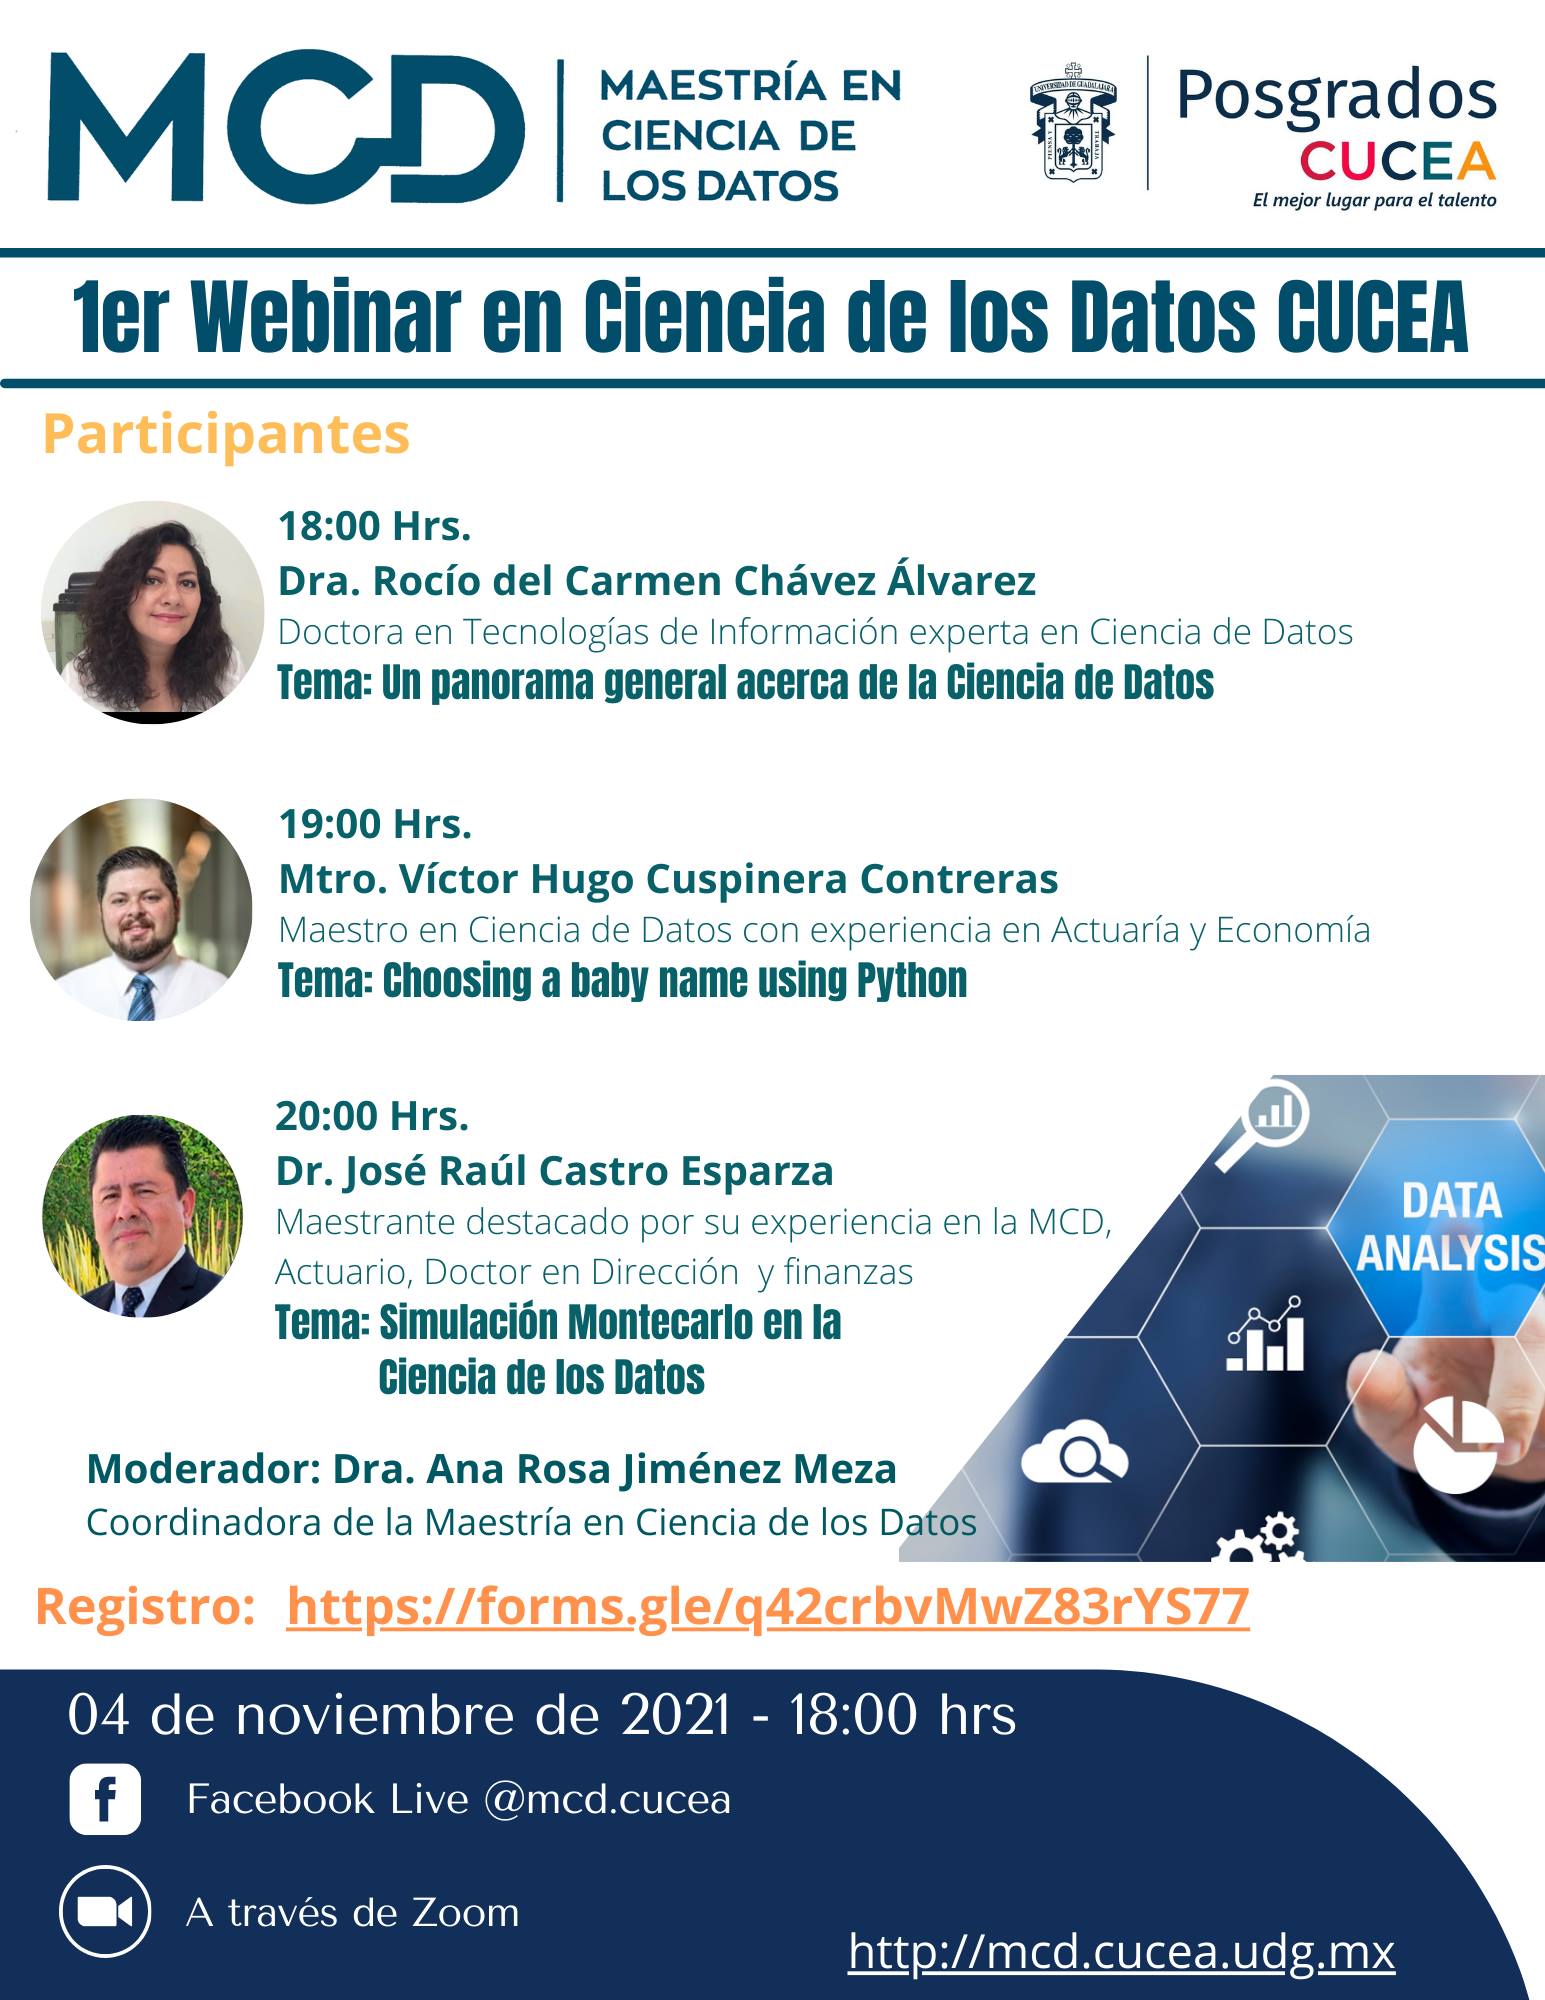 MCD
MAESTRÍA EN
CIENCIA DE
LOS DATOS
UNIVERSIDAD DE GUADALAJARA
PIENSA Y
TRABAJA
Posgrados
CUCEA
El mejor lugar para el talento
1er Webinar en Ciencia de los Datos CUCEA
Participantes
18:00 Hrs.
Dra. Rocío del Carmen Chávez Álvarez
Doctora en Tecnologías de Información experta en Ciencia de Datos
Tema: Un panorama general acerca de la Ciencia de Datos
19:00 Hrs.
Mtro. Víctor Hugo Cuspinera Contreras
Maestro en Ciencia de Datos con experiencia en Actuaría y Economía
Tema: Choosing a baby name using Python
20:00 Hrs.
Dr. José Raúl Castro Esparza
Maestrante destacado por su experiencia en la MCD,
Actuario, Doctor en Dirección y finanzas
Tema: Simulación Montecarlo en la
Ciencia de los Datos
DATA
ANALYSIS
Moderador: Dra. Ana Rosa Jiménez Meza
Coordinadora de la Maestría en Ciencia de los Datos
Registro: https://forms.gle/q42crbvMwZ83rYS77
04 de noviembre de 2021 - 18:00 hrs
Facebook Live @mcd.cucea
A través de Zoom
http://mcd.cucea.udg.mx